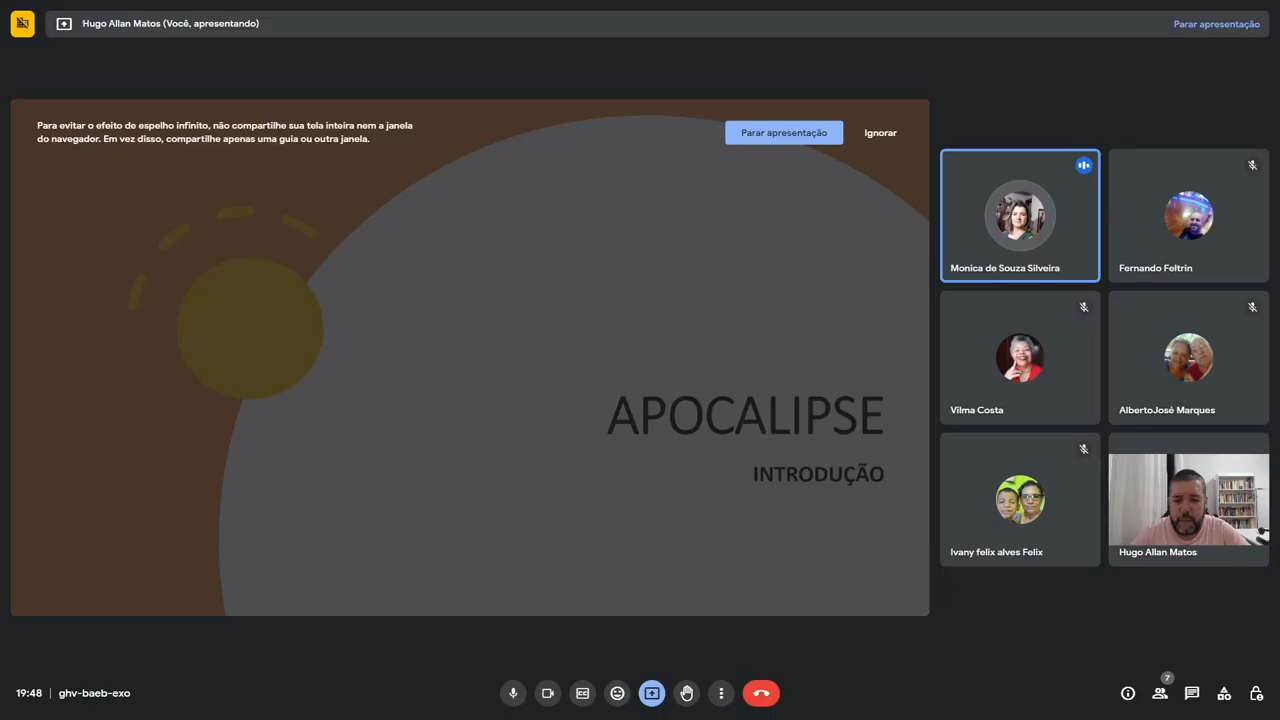 Hugo Allan Matos (Você, apresentando)
Parar apresentação
Para evitar o efeito de espelho infinito, não compartilhe sua tela inteira nem a janela
do navegador. Em vez disso, compartilhe apenas uma guia ou outra janela.
Parar apresentação
Ignorar
APOCALIPSE
INTRODUÇÃO
Monica de Souza Silveira
Fernando Feltrin
Vilma Costa
AlbertoJosé Marques
Ivany felix alves Felix
Hugo Allan Matos
19:48
ghv-baeb-exo
7